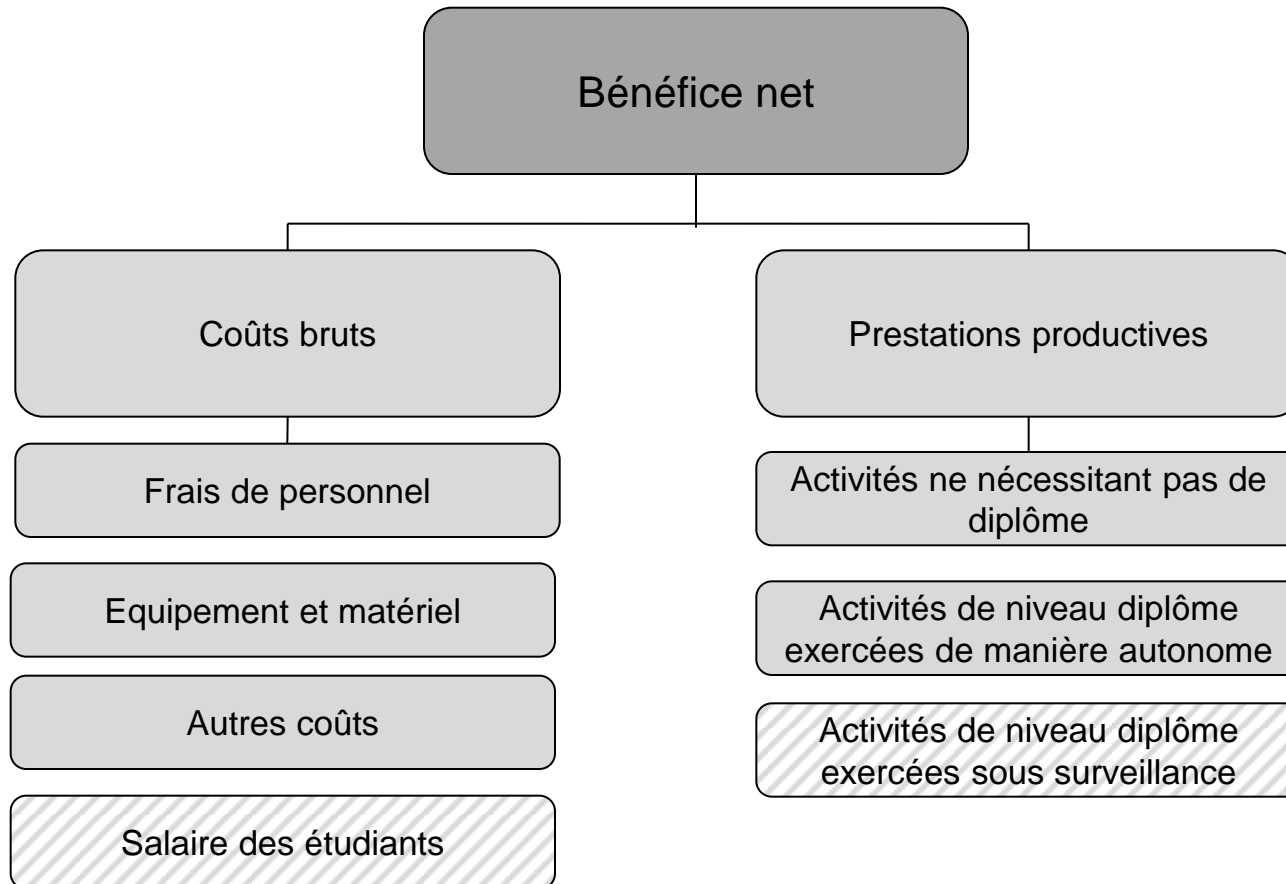 Bénéfice net
Coûts bruts
Frais de personnel
Equipement et matériel
Autres coûts
Salaire des étudiants
Prestations productives
Activités ne nécessitant pas de
diplôme
Activités de niveau diplôme
exercées de manière autonome
Activités de niveau diplôme
exercées sous surveillance